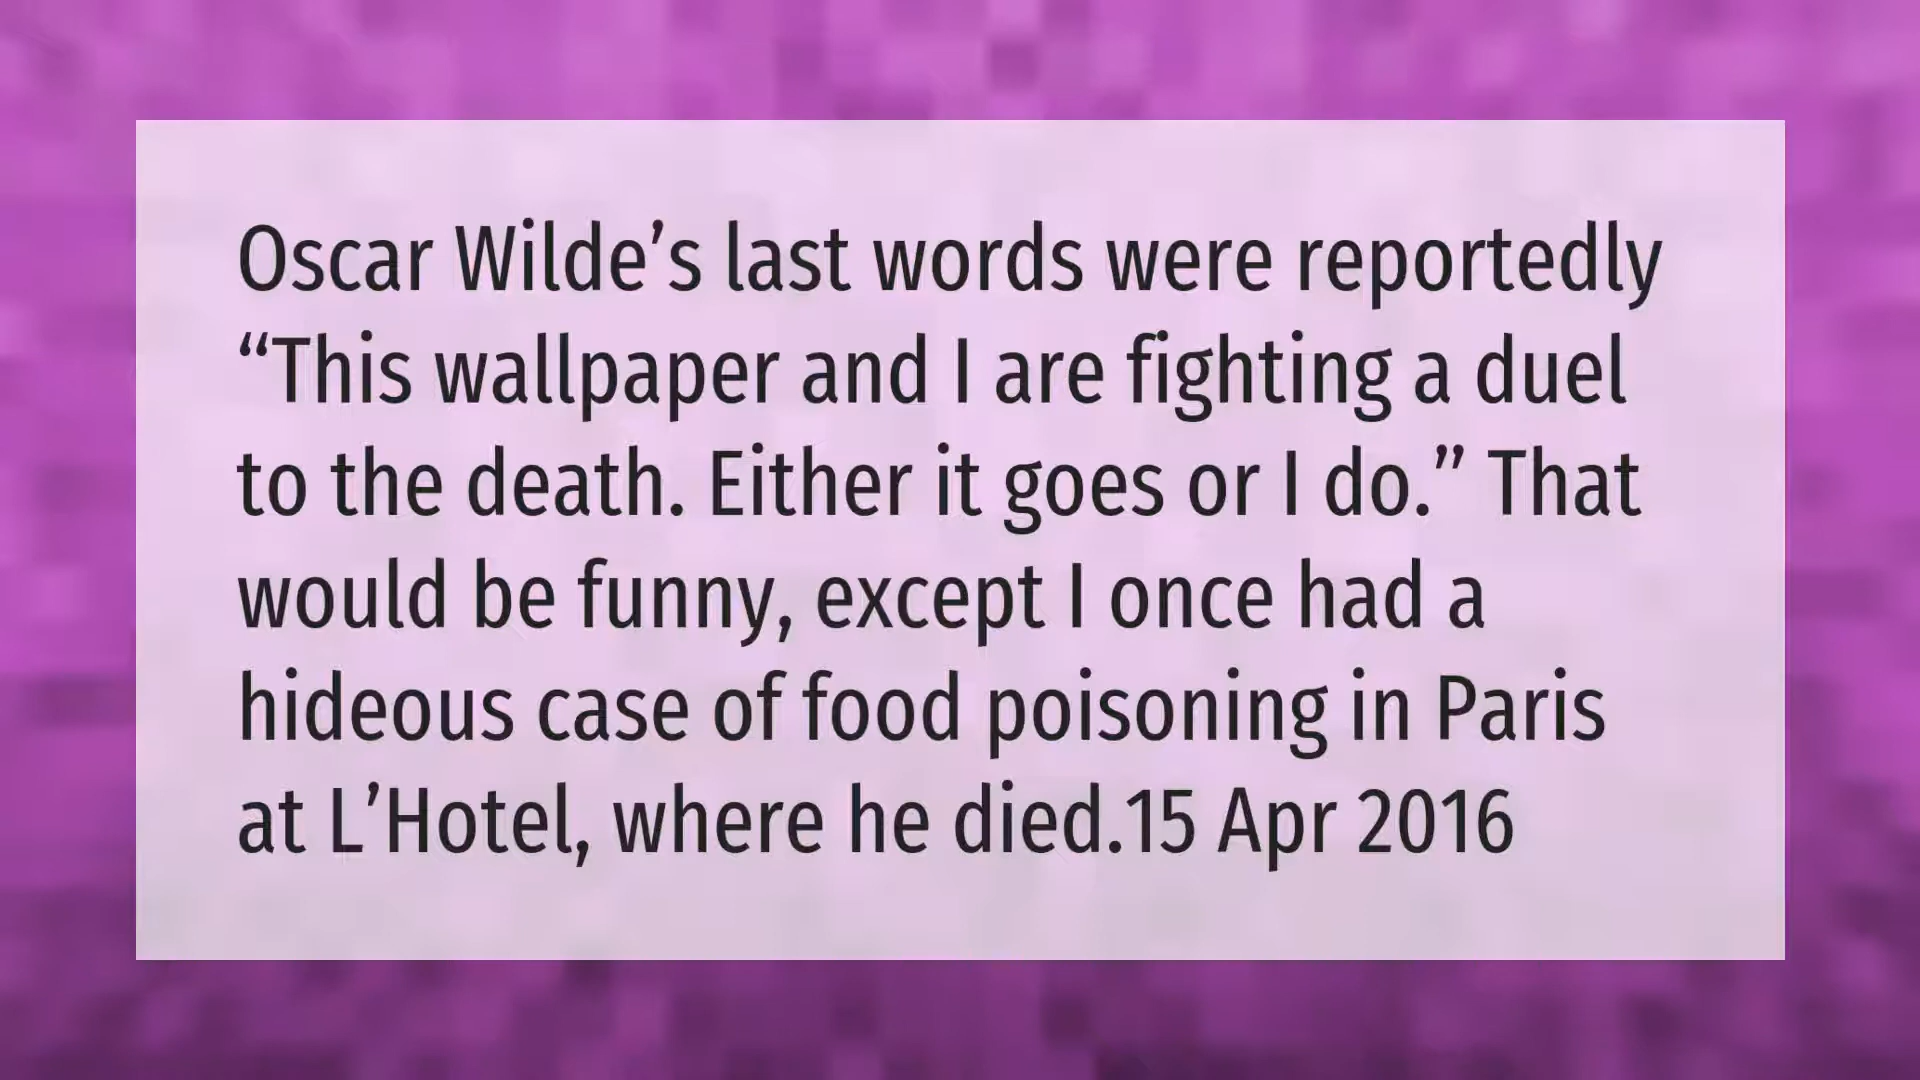 Oscar Wilde’s last words were reportedly
“This wallpaper and I are fighting a duel
to the death. Either it goes or I do.” That
would be funny, except I once had a
hideous case of food poisoning in Paris
at L’Hotel, where he died.15 Apr 2016